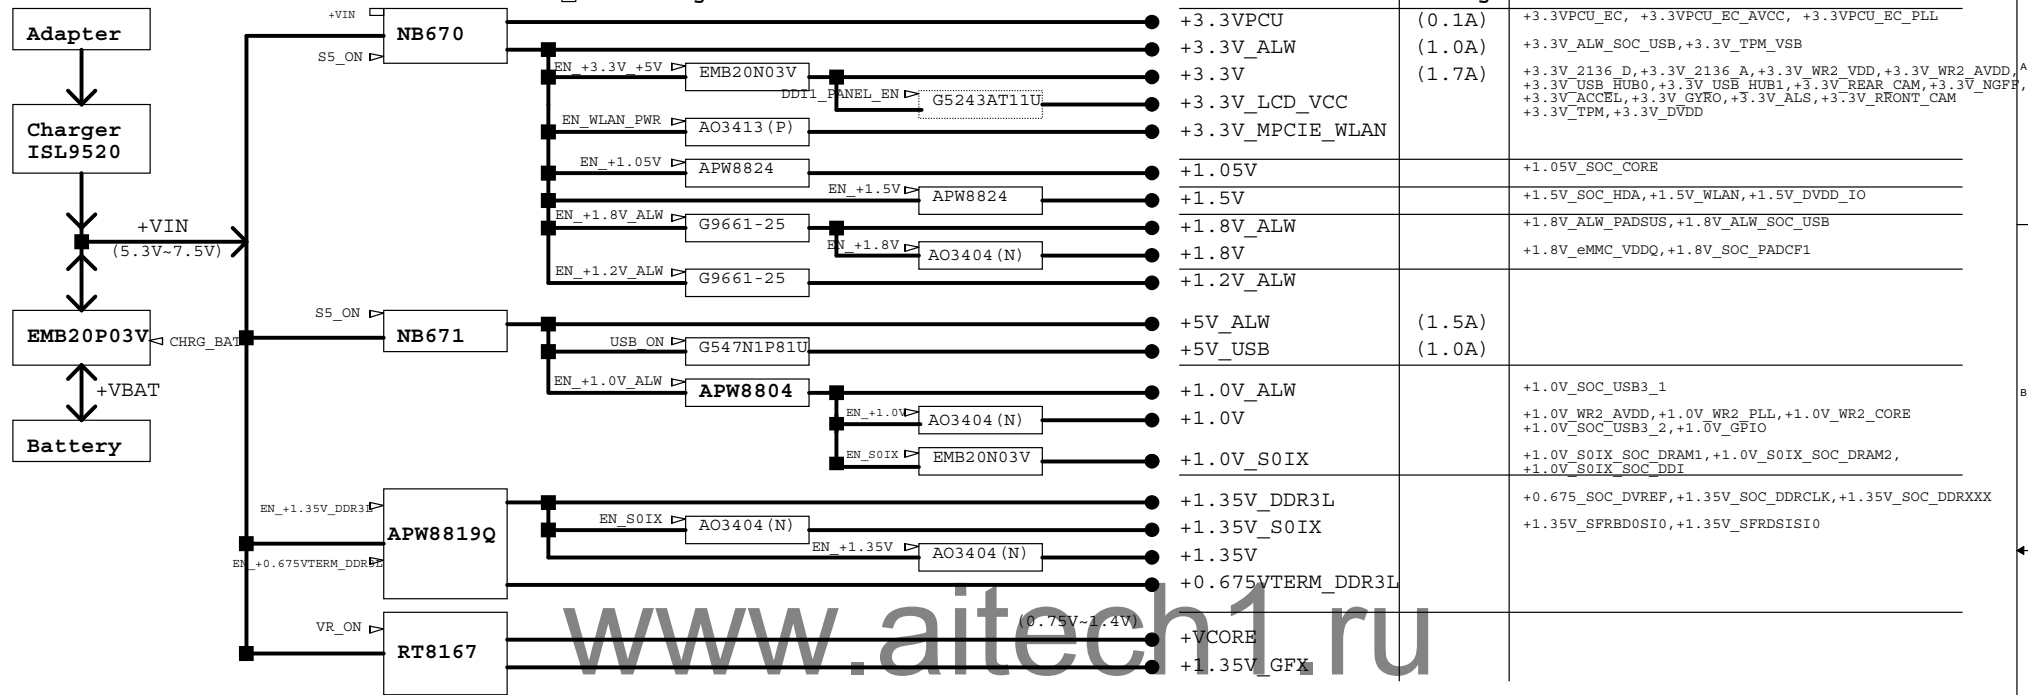 Adapter
Charger
ISL9520
+VIN
(5.3V~7.5V)
EMB20P03V
CHRG_BAT
+VBAT
Battery
+VIN
NB670
S5_ON
+3.3VPCU (0.1A) +3.3VPCU_EC, +3.3VPCU_EC_AVCC, +3.3VPCU_EC_PLL
+3.3V_ALW (1.0A) +3.3V_ALW_SOC_USB,+3.3V_TPM_VSB
EN_+3.3V_+5V EMB20N03V +3.3V (1.7A) +3.3V_2136_D,+3.3V_2136_A,+3.3V_WR2_VDD,+3.3V_WR2_AVDD,
A
+3.3V_USB_HUB0,+3.3V_USB_HUB1,+3.3V_REAR_CAM,+3.3V_NGFF,
DDI1_PANEL_EN G5243AT11U +3.3V_LCD_VCC +3.3V_ACCEL,+3.3V_GYRO,+3.3V_ALS,+3.3V_RRONT_CAM
+3.3V_TPM,+3.3V_DVDD
EN_WLAN_PWR AO3413(P) +3.3V_MPCIE_WLAN
EN_+1.05V APW8824 +1.05V +1.05V_SOC_CORE
EN_+1.5V APW8824 +1.5V +1.5V_SOC_HDA,+1.5V_WLAN,+1.5V_DVDD_IO
EN_+1.8V_ALW G9661-25 +1.8V_ALW +1.8V_ALW_PADSUS,+1.8V_ALW_SOC_USB
EN_+1.8V AO3404(N) +1.8V +1.8V_eMMC_VDDQ,+1.8V_SOC_PADCF1
EN_+1.2V_ALW G9661-25 +1.2V_ALW
S5_ON NB671 +5V_ALW (1.5A)
USB_ON G547N1P81U +5V_USB (1.0A)
EN_+1.0V_ALW APW8804 +1.0V_ALW +1.0V_SOC_USB3_1
B
EN_+1.0V AO3404(N) +1.0V +1.0V_WR2_AVDD,+1.0V_WR2_PLL,+1.0V_WR2_CORE
+1.0V_SOC_USB3_2,+1.0V_GPIO
EN_S0IX EMB20N03V +1.0V_S0IX +1.0V_S0IX_SOC_DRAM1,+1.0V_S0IX_SOC_DRAM2,
+1.0V_S0IX_SOC_DDI
EN_+1.35V_DDR3L APW8819Q +1.35V_DDR3L +0.675_SOC_DVREF,+1.35V_SOC_DDRCLK,+1.35V_SOC_DDRXXX
EN_S0IX AO3404(N) +1.35V_S0IX +1.35V_SFRBD0SI0,+1.35V_SFRDSISI0
EN_+1.35V AO3404(N) +1.35V
EN_+0.675VTERM_DDR3L +0.675VTERM_DDR3L
VR_ON RT8167 (0.75V~1.4V) +VCORE
+1.35V_GFX
www.aitech1.ru